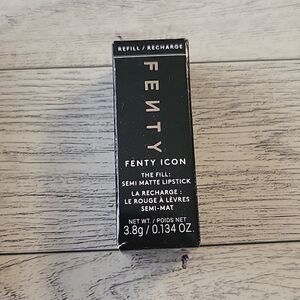 REFILL / RECHARGE
FENTY
FENTY ICON
THE FILL:
SEMI MATTE LIPSTICK
LA RECHARGE :
LE ROUGE À LÈVRES
SEMI-MAT
NET WT. / POIDS NET
3.8g / 0.134 OZ.